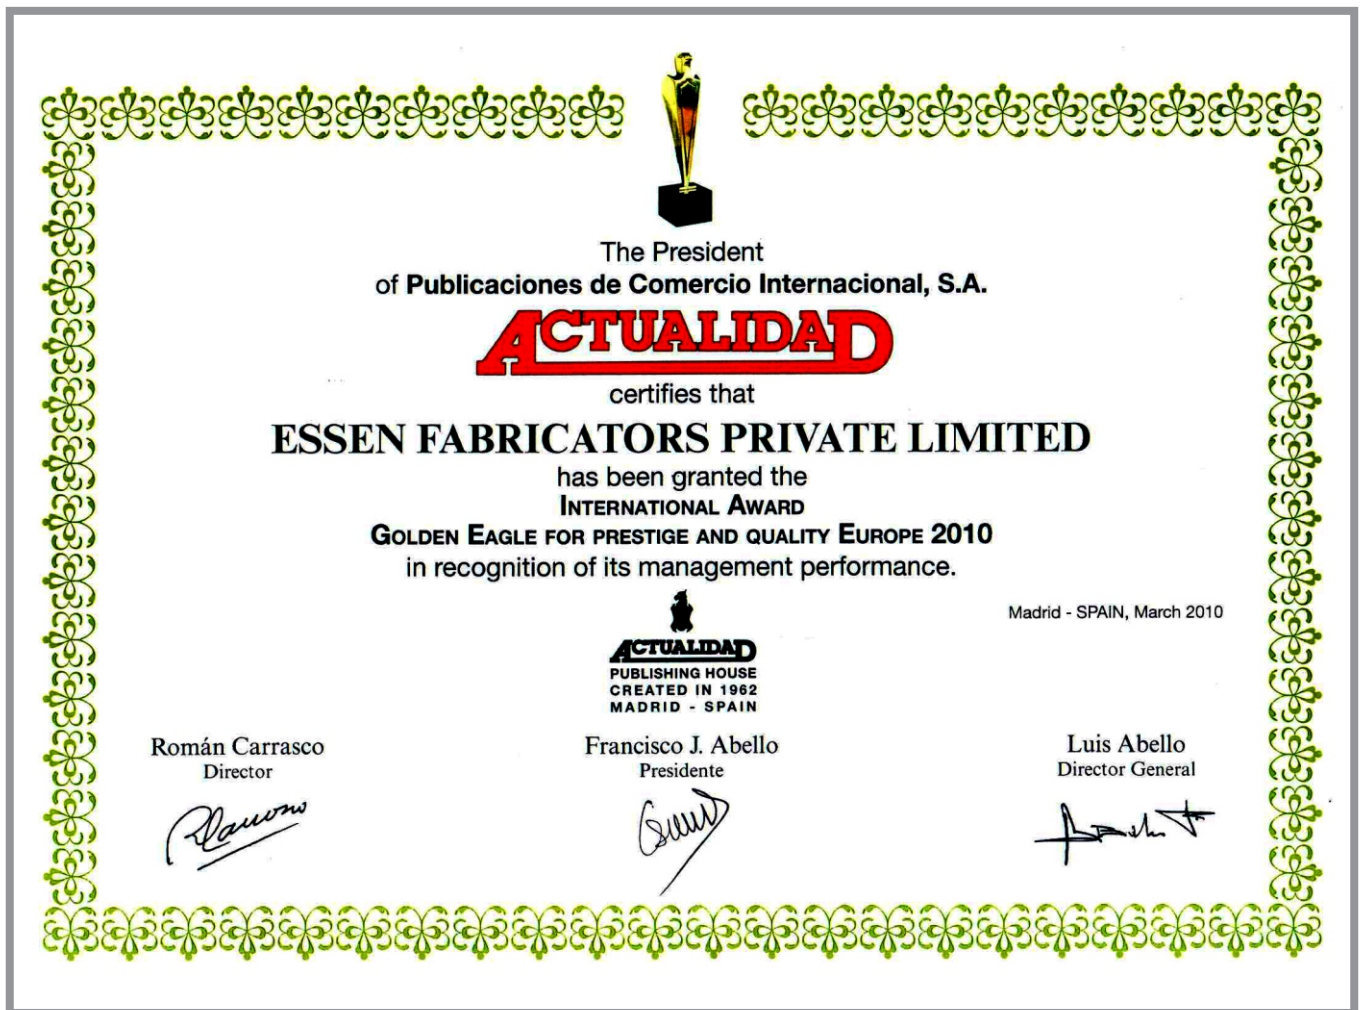 The President
of Publicaciones de Comercio Internacional, S.A.
ACTUALIDAD
certifies that
ESSEN FABRICATORS PRIVATE LIMITED
has been granted the
INTERNATIONAL AWARD
GOLDEN EAGLE FOR PRESTIGE AND QUALITY EUROPE 2010
in recognition of its management performance.
Madrid - SPAIN, March 2010
ACTUALIDAD
PUBLISHING HOUSE
CREATED IN 1962
MADRID - SPAIN
Román Carrasco
Director
Francisco J. Abello
Presidente
Luis Abello
Director General